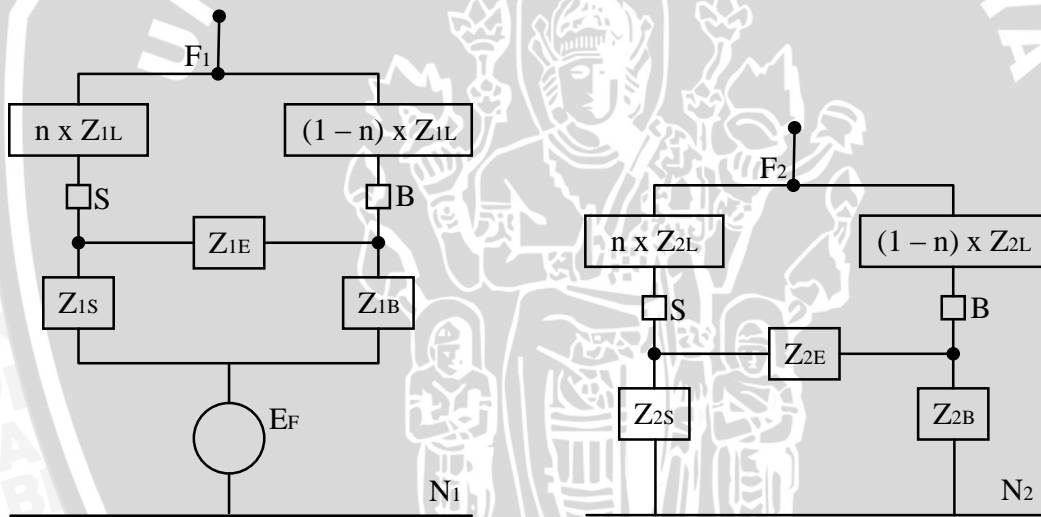 F1
n x Z1L
(1 – n) x Z1L
S
B
Z1E
Z1S
Z1B
EF
N1
F2
n x Z2L
(1 – n) x Z2L
S
B
Z2E
Z2S
Z2B
N2